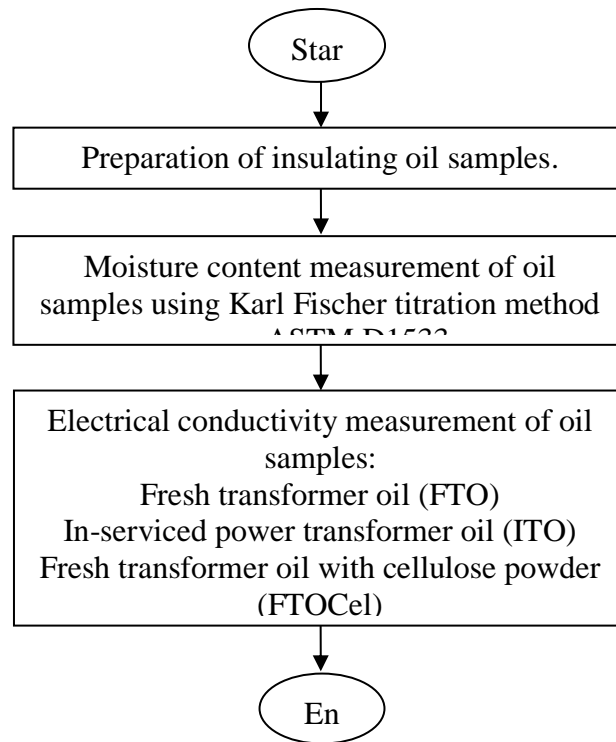 Star
Preparation of insulating oil samples.
Moisture content measurement of oil
samples using Karl Fischer titration method
ASTM D1533
Electrical conductivity measurement of oil
samples:
Fresh transformer oil (FTO)
In-serviced power transformer oil (ITO)
Fresh transformer oil with cellulose powder
(FTOCel)
En